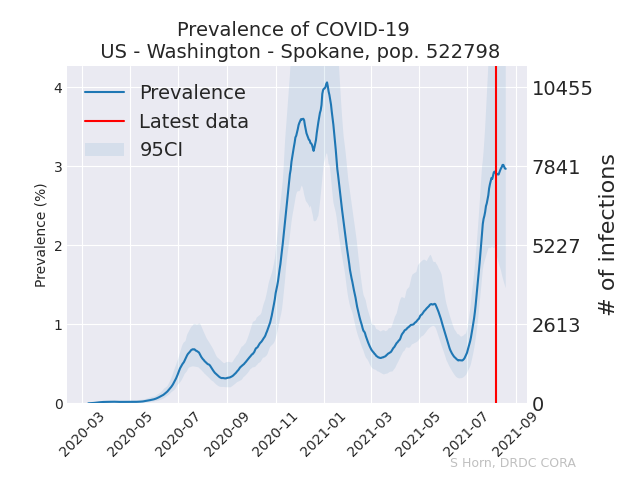 Prevalence of COVID-19
US - Washington - Spokane, pop. 522798
Prevalence
Latest data
95CI
Prevalence (%)
4
3
2
1
0
10455
7841
5227
2613
0
# of infections
2020-03
2020-05
2020-07
2020-09
2020-11
2021-01
2021-03
2021-05
2021-07
2021-09
S Horn, DRDC CORA